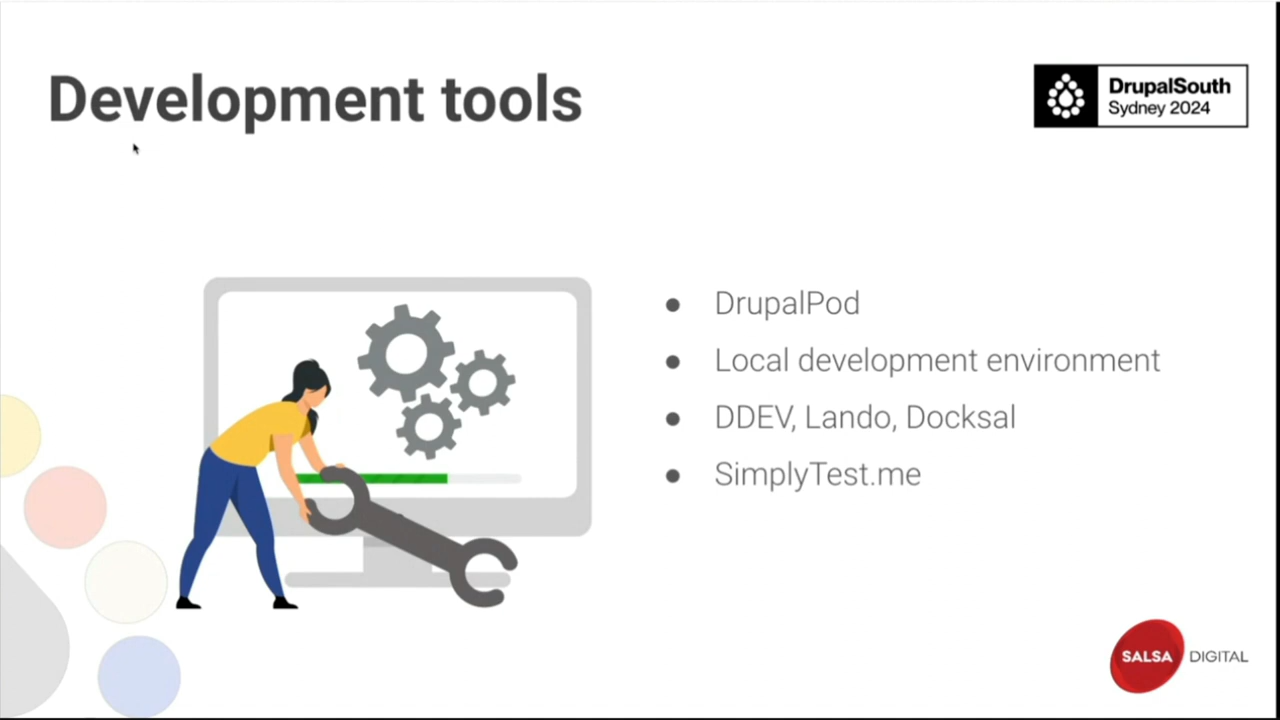 Development tools
DrupalSouth
Sydney 2024
DrupalPod
Local development environment
DDEV, Lando, Docksal
SimplyTest.me
SALSA DIGITAL